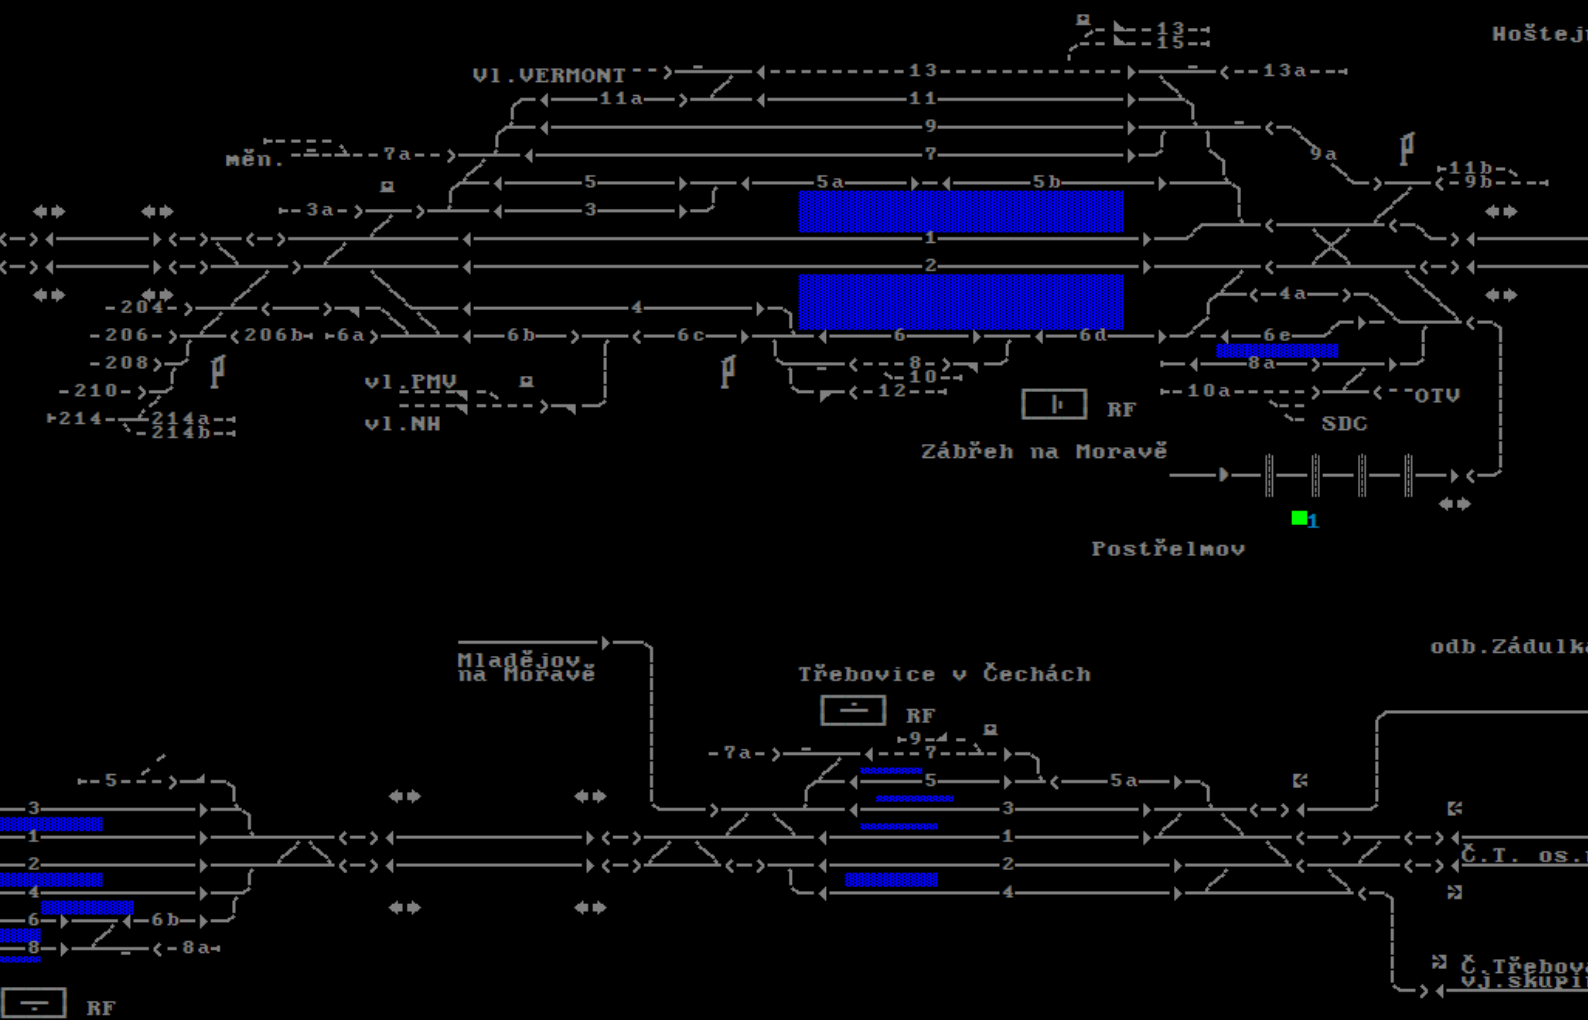 13
15
Hoštej
Vl.VERMONT
13
13a
11a
11
9
měn.
7a
7
9a
11b
9b
5
5a
5b
3a
3
1
2
204
4
4a
206
206b
6a
6b
6c
6
6d
6e
208
8
8a
10
210
vl.PMV
12
10a
OTV
214
214a
214b
vl.NH
RF
SDC
Zábřeh na Moravě
1
Postřelmov
Mladějov
na Moravě
Třebovice v Čechách
odb.Zádulk
RF
9
7a
7
5
5
5a
3
3
1
1
2
2
Č.T. os.
4
4
6
6b
8
8a
Č.Třebov
vj.skupi
RF